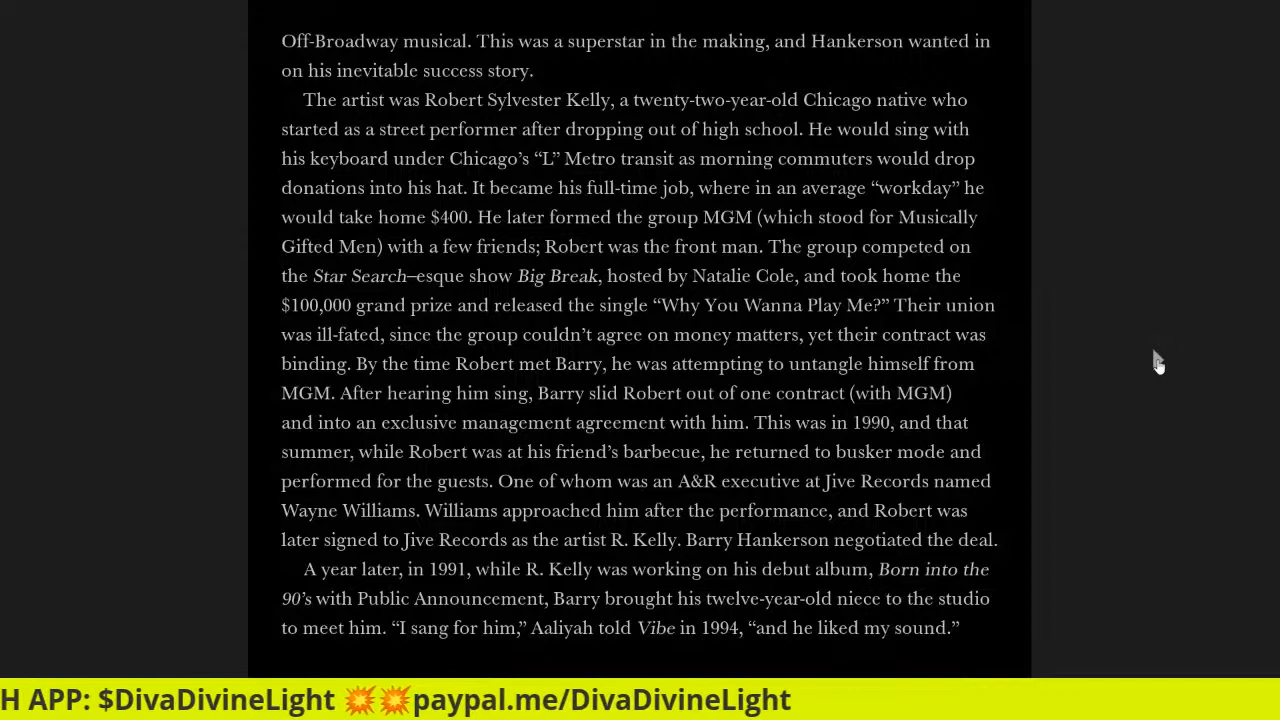 Off-Broadway musical. This was a superstar in the making, and Hankerson wanted in
on his inevitable success story.
The artist was Robert Sylvester Kelly, a twenty-two-year-old Chicago native who
started as a street performer after dropping out of high school. He would sing with
his keyboard under Chicago’s “L” Metro transit as morning commuters would drop
donations into his hat. It became his full-time job, where in an average “workday” he
would take home $400. He later formed the group MGM (which stood for Musically
Gifted Men) with a few friends; Robert was the front man. The group competed on
the Star Search–esque show Big Break, hosted by Natalie Cole, and took home the
$100,000 grand prize and released the single “Why You Wanna Play Me?” Their union
was ill-fated, since the group couldn’t agree on money matters, yet their contract was
binding. By the time Robert met Barry, he was attempting to untangle himself from
MGM. After hearing him sing, Barry slid Robert out of one contract (with MGM)
and into an exclusive management agreement with him. This was in 1990, and that
summer, while Robert was at his friend’s barbecue, he returned to busker mode and
performed for the guests. One of whom was an A&R executive at Jive Records named
Wayne Williams. Williams approached him after the performance, and Robert was
later signed to Jive Records as the artist R. Kelly. Barry Hankerson negotiated the deal.
A year later, in 1991, while R. Kelly was working on his debut album, Born into the
90’s with Public Announcement, Barry brought his twelve-year-old niece to the studio
to meet him. “I sang for him,” Aaliyah told Vibe in 1994, “and he liked my sound.”
H APP: $DivaDivineLight 💥💥paypal.me/DivaDivineLight